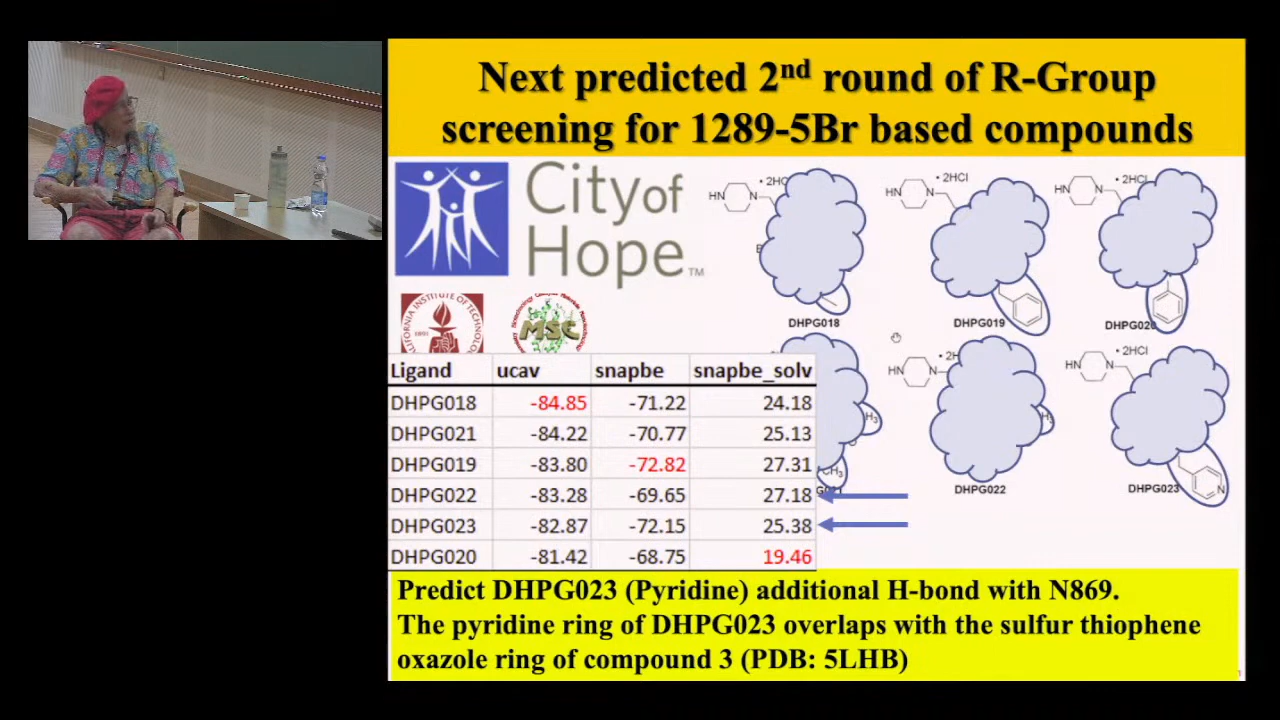 Next predicted 2nd round of R-Group
screening for 1289-5Br based compounds
City of
Hope TM
HN N • 2HCl
DHPG018
HN N • 2HCl
DHPG019
HN N • 2HCl
DHPG020
MSC
HN N
DHPG022
HN N • 2HCl
N
DHPG023
CH3
Ligand ucav snapbe snapbe_solv
DHPG018 -84.85 -71.22 24.18
DHPG021 -84.22 -70.77 25.13
DHPG019 -83.80 -72.82 27.31
DHPG022 -83.28 -69.65 27.18
DHPG023 -82.87 -72.15 25.38
DHPG020 -81.42 -68.75 19.46
Predict DHPG023 (Pyridine) additional H-bond with N869.
The pyridine ring of DHPG023 overlaps with the sulfur thiophene
oxazole ring of compound 3 (PDB: 5LHB)